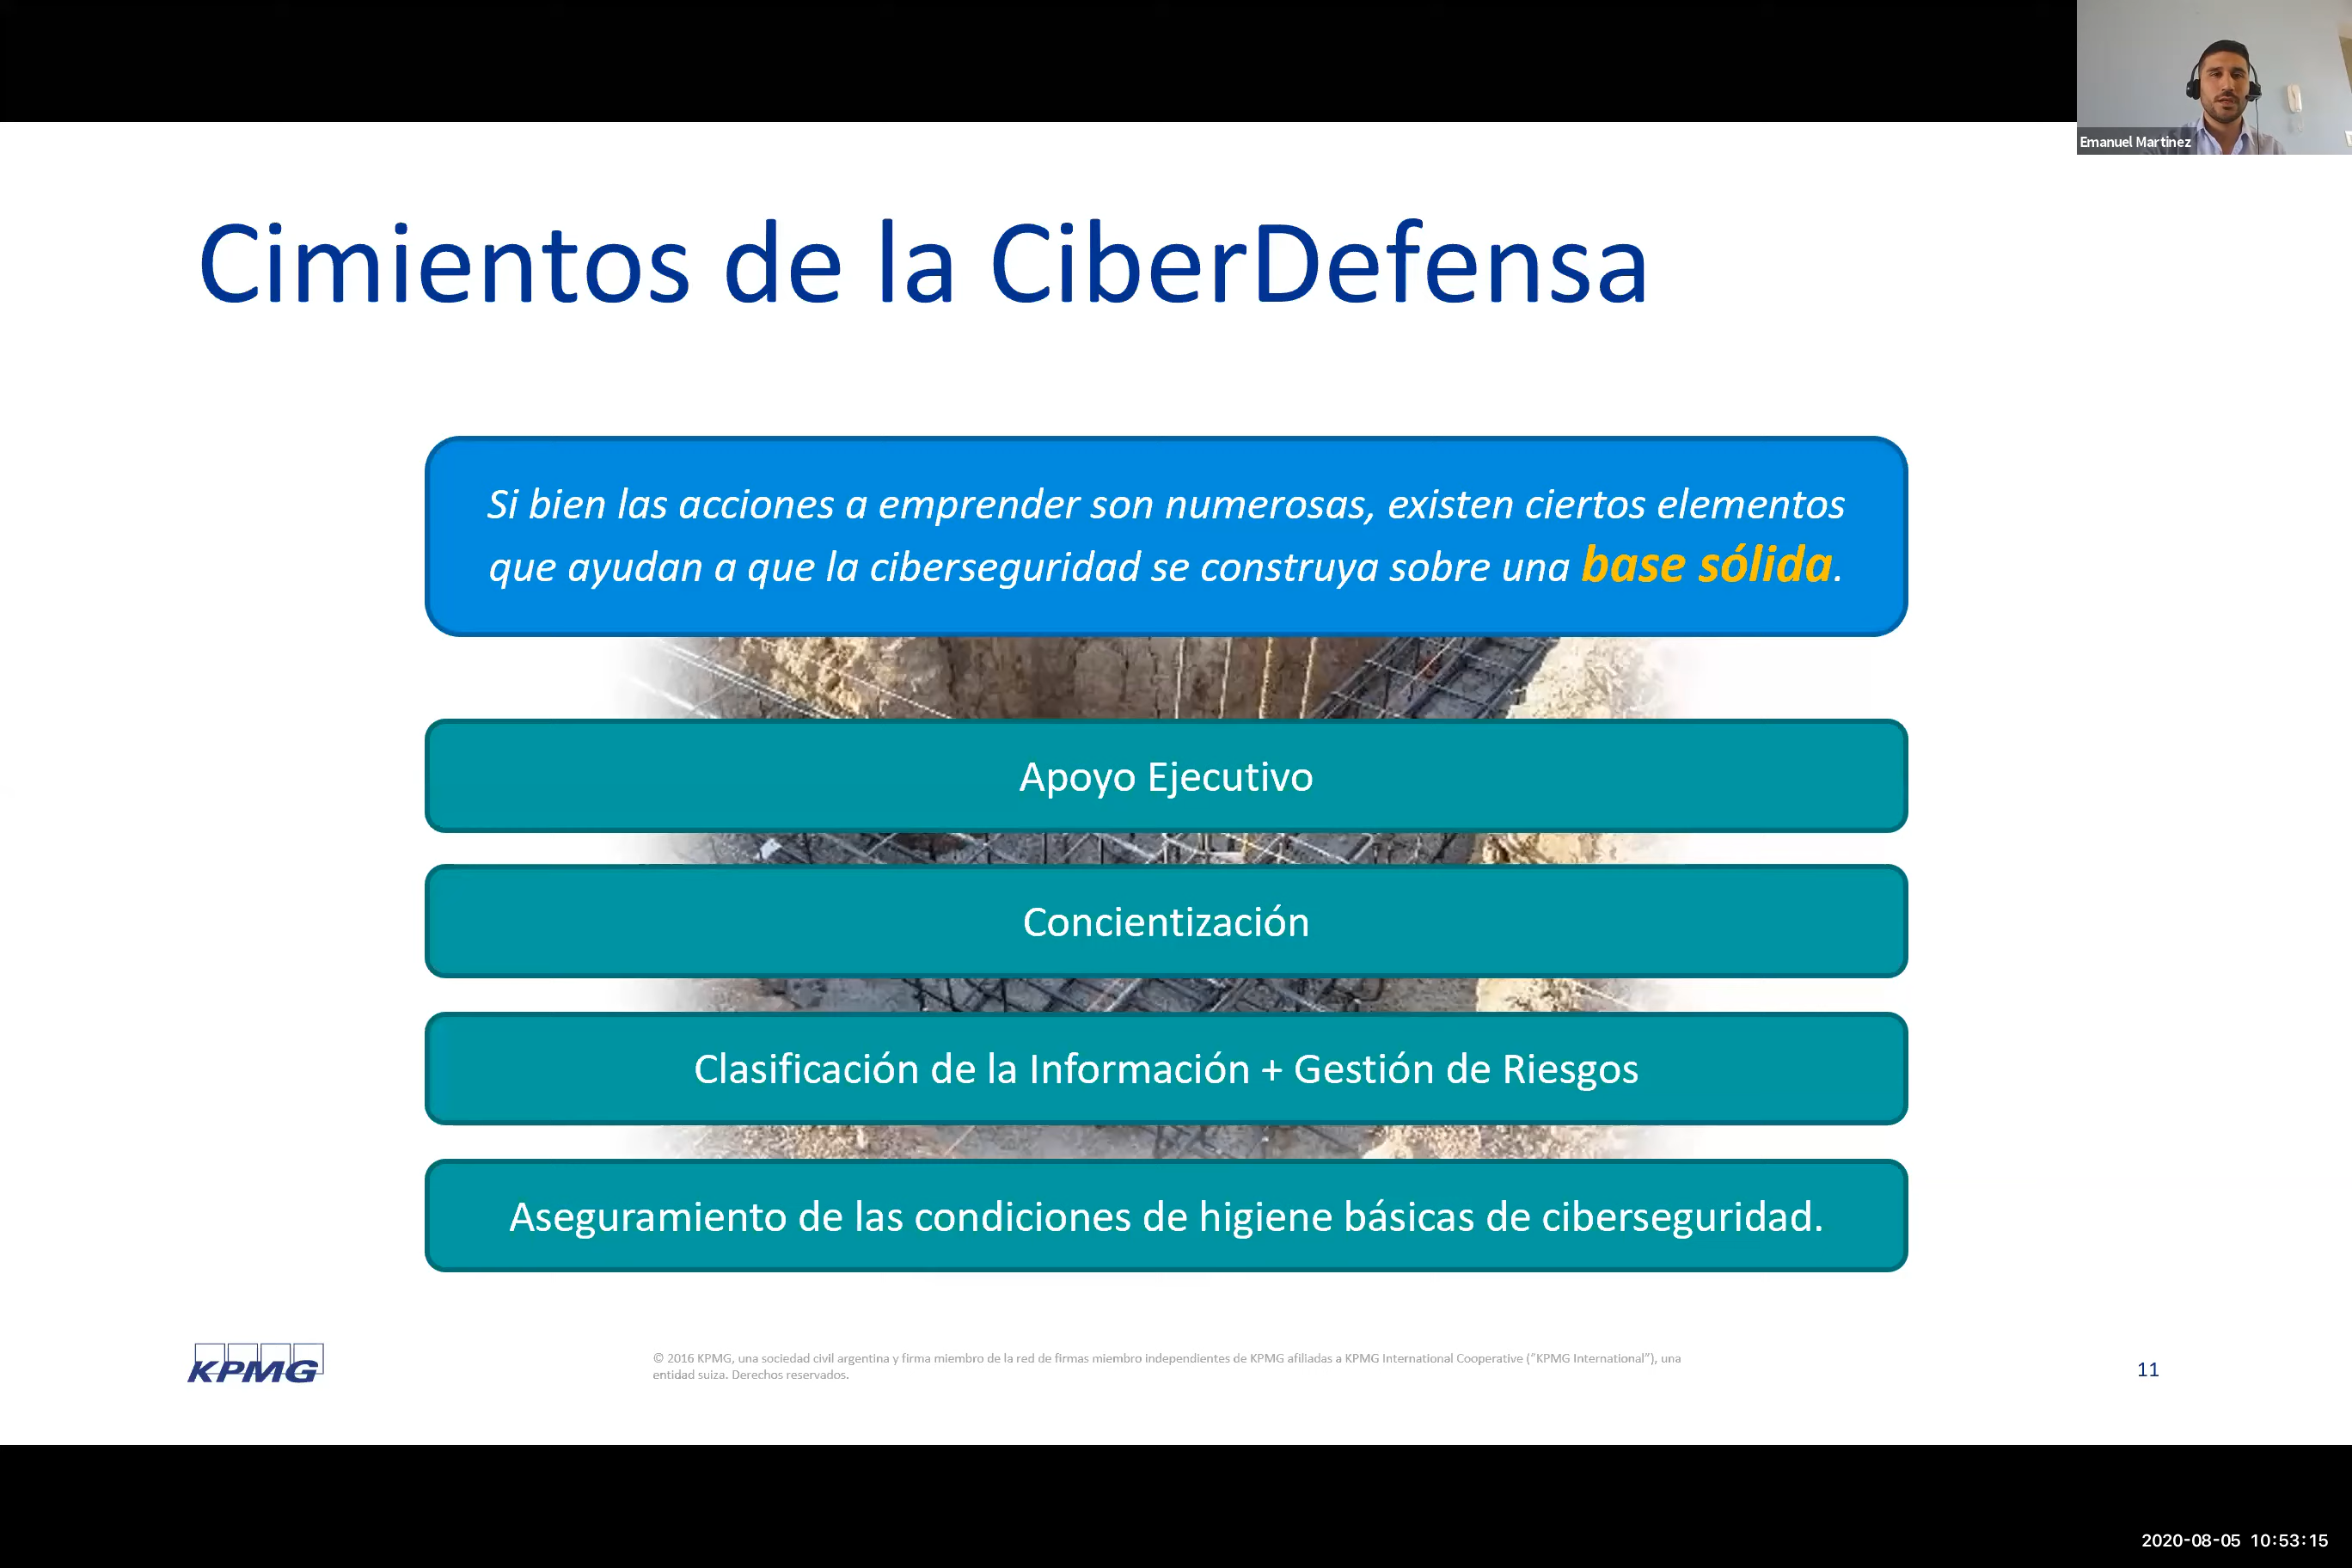 Emanuel Martinez
Cimientos de la CiberDefensa
Si bien las acciones a emprender son numerosas, existen ciertos elementos
que ayudan a que la ciberseguridad se construya sobre una base sólida.
Apoyo Ejecutivo
Concientización
Clasificación de la Información + Gestión de Riesgos
Aseguramiento de las condiciones de higiene básicas de ciberseguridad.
KPMG
© 2016 KPMG, una sociedad civil argentina y firma miembro de la red de firmas miembro independientes de KPMG afiliadas a KPMG International Cooperative ("KPMG International"), una
entidad suiza. Derechos reservados.
11
2020-08-05 10:53:15